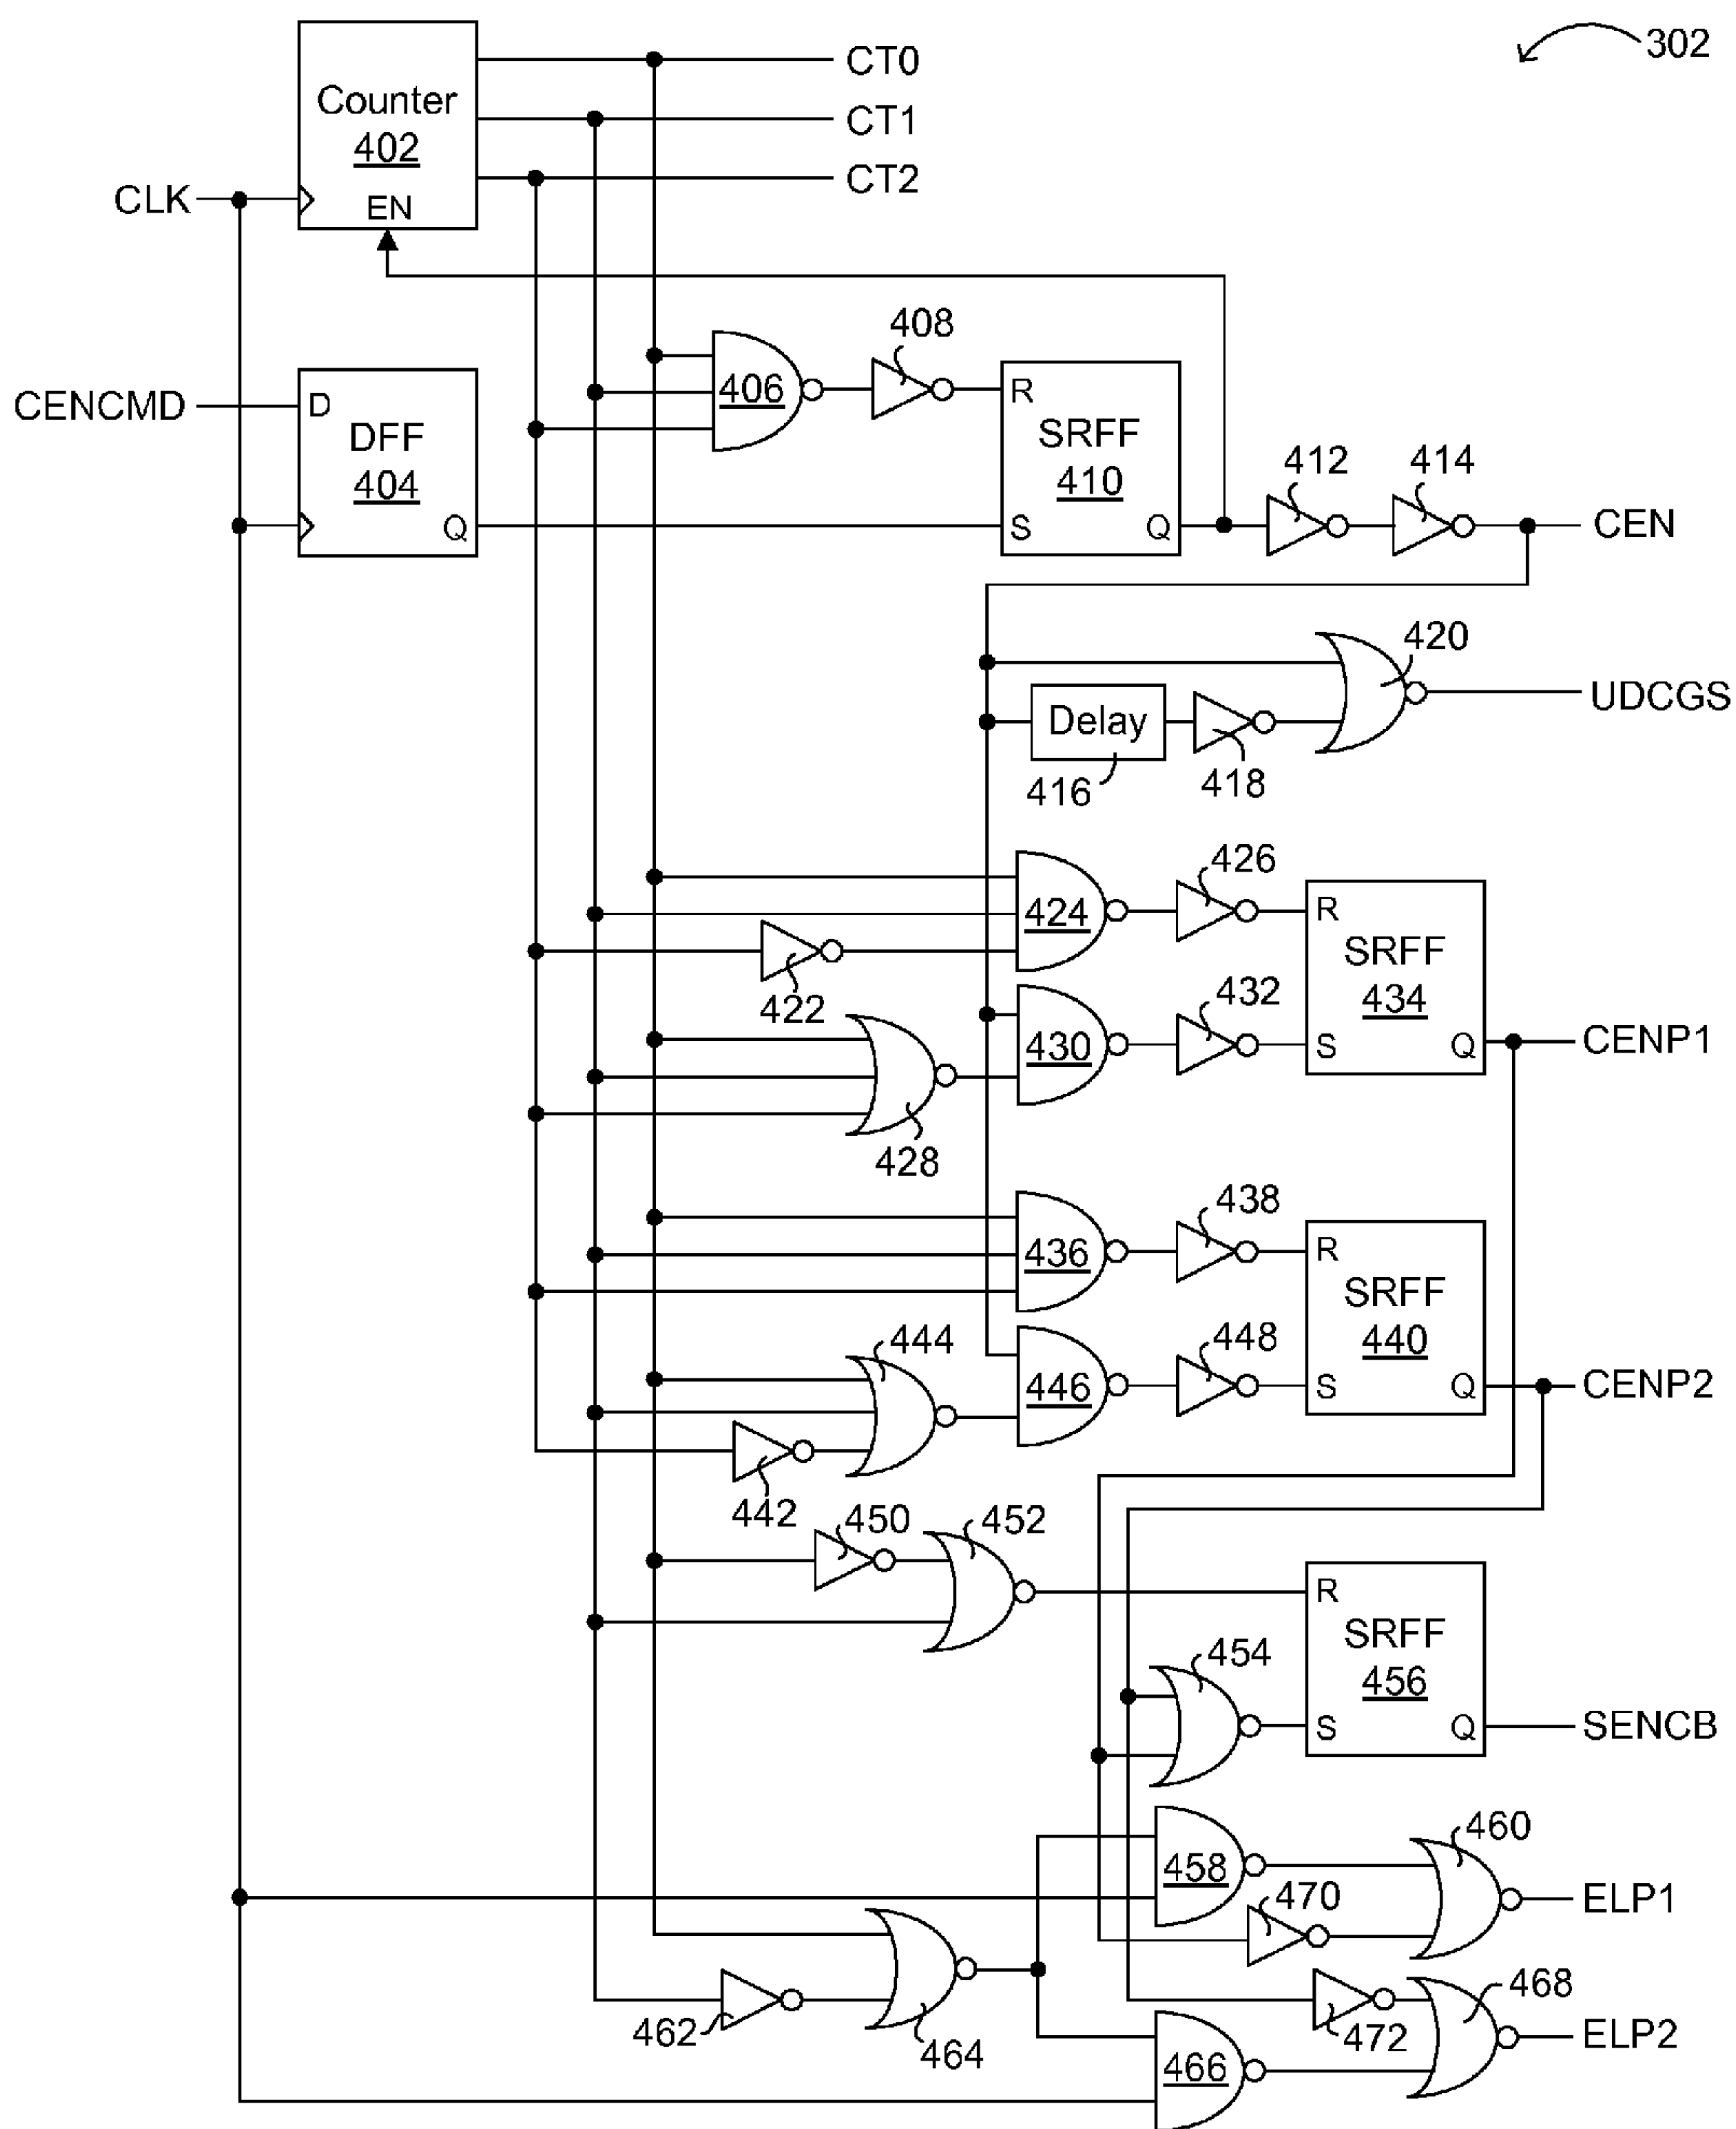 302
Counter
402
EN
CT0
CT1
CT2
CLK
CENCMD
D
DFF
404
Q
406
408
R
SRFF
410
S
Q
412
414
CEN
420
UDCGS
Delay
416
418
424
426
422
R
SRFF
434
S
Q
CENP1
428
430
432
436
438
R
SRFF
440
S
Q
CENP2
444
446
448
442
450
452
R
SRFF
456
S
Q
SENCB
454
458
460
470
ELP1
462
464
466
472
468
ELP2